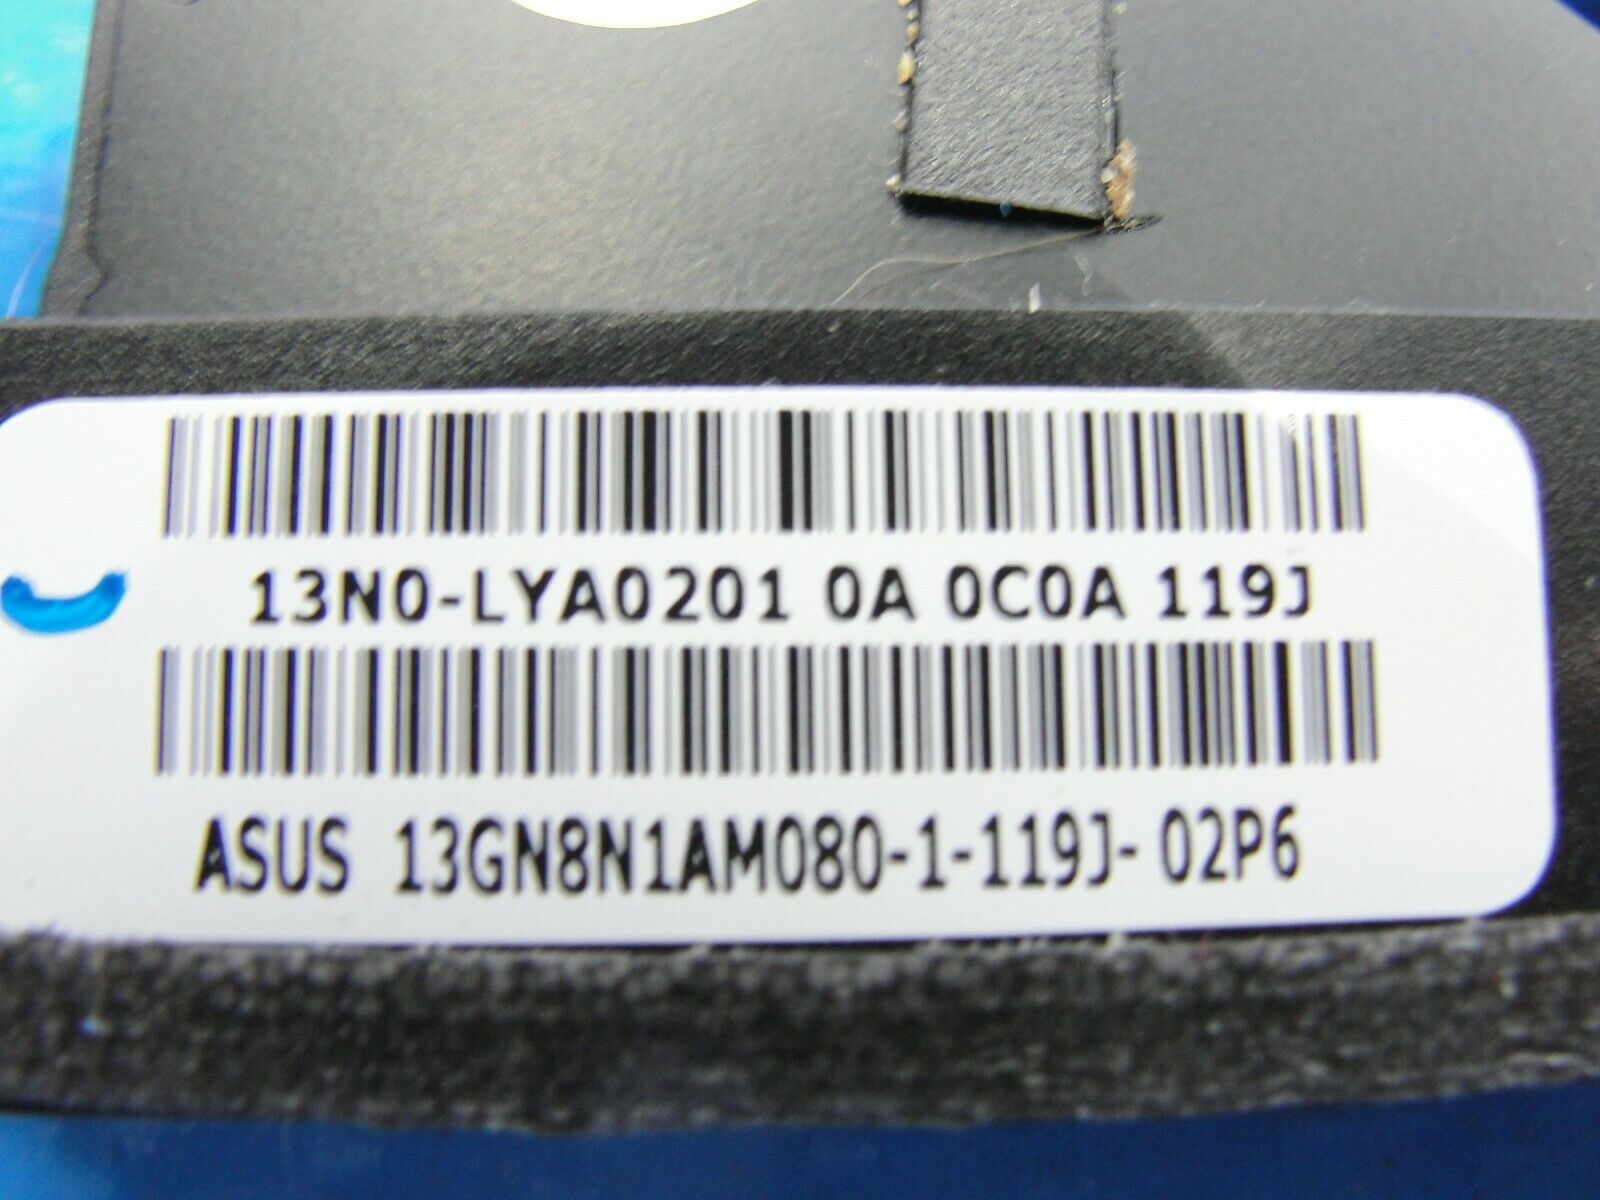 13N0-LYA0201 0A 0C0A 119J
ASUS 13GN8N1AM080-1-119J- 02P6